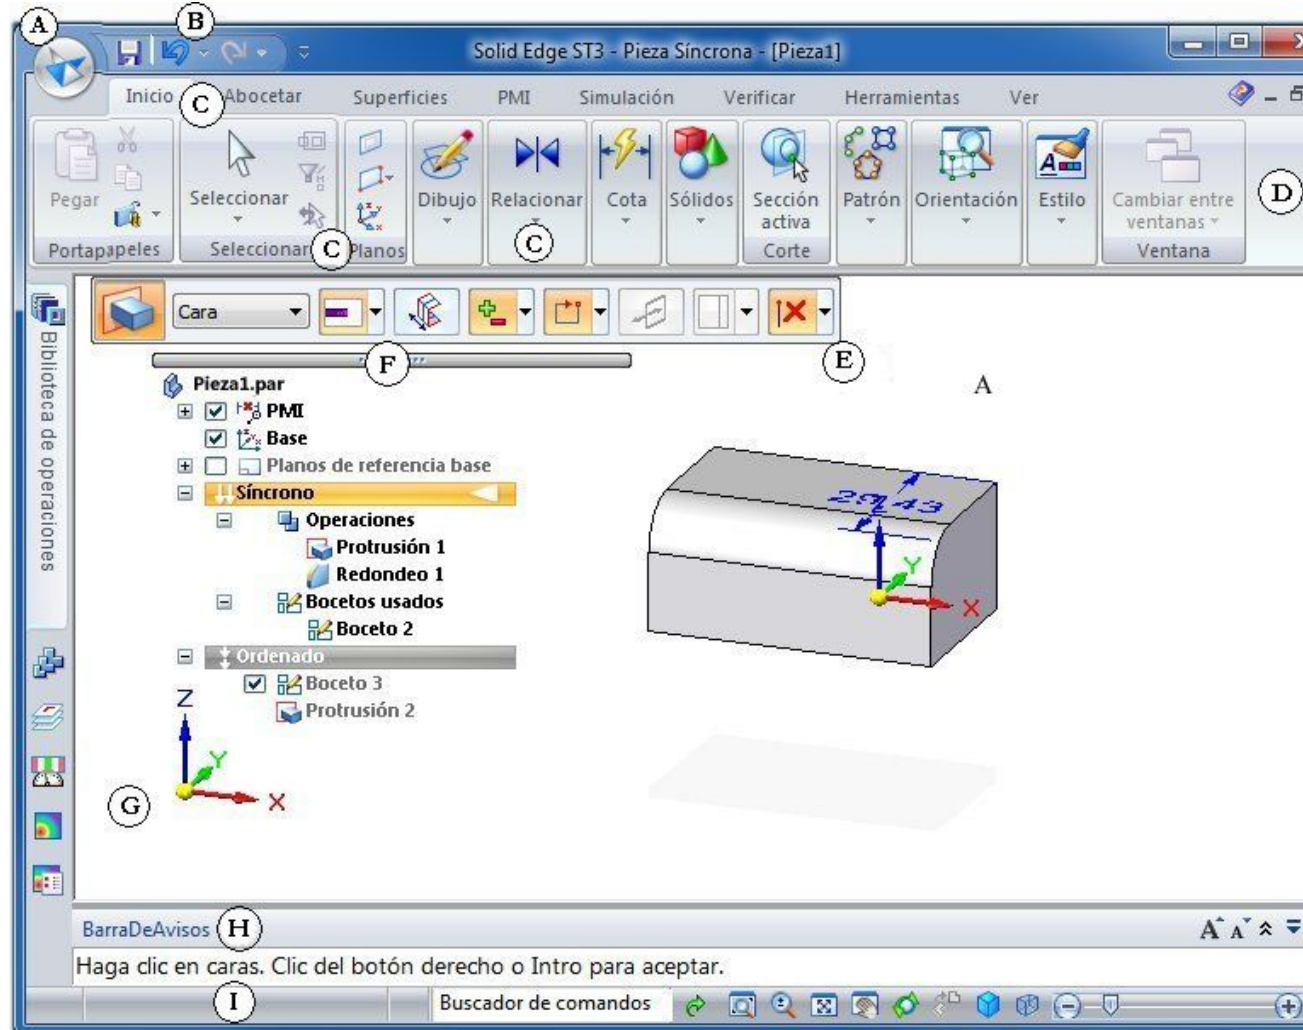 A
B
Solid Edge ST3 - Pieza Síncrona - [Pieza1]
Inicio C Abocetar Superficies PMI Simulación Verificar Herramientas Ver
Pegar Seleccionar Dibujo Relacionar Cota Sólidos Sección activa Patrón Orientación Estilo Cambiar entre ventanas D
Portapapeles Seleccionar C Planos C Corte Ventana
Cara
F E
Biblioteca de operaciones
Pieza1.par
A
PMI
Base
Planos de referencia base
Síncrono
Operaciones
Protrusión 1
Redondeo 1
Bocetos usados
Boceto 2
Ordenado
Boceto 3
Protrusión 2
Y
X
Z
Y
X
G
BarraDeAvisos H
Haga clic en caras. Clic del botón derecho o Intro para aceptar.
I
Buscador de comandos